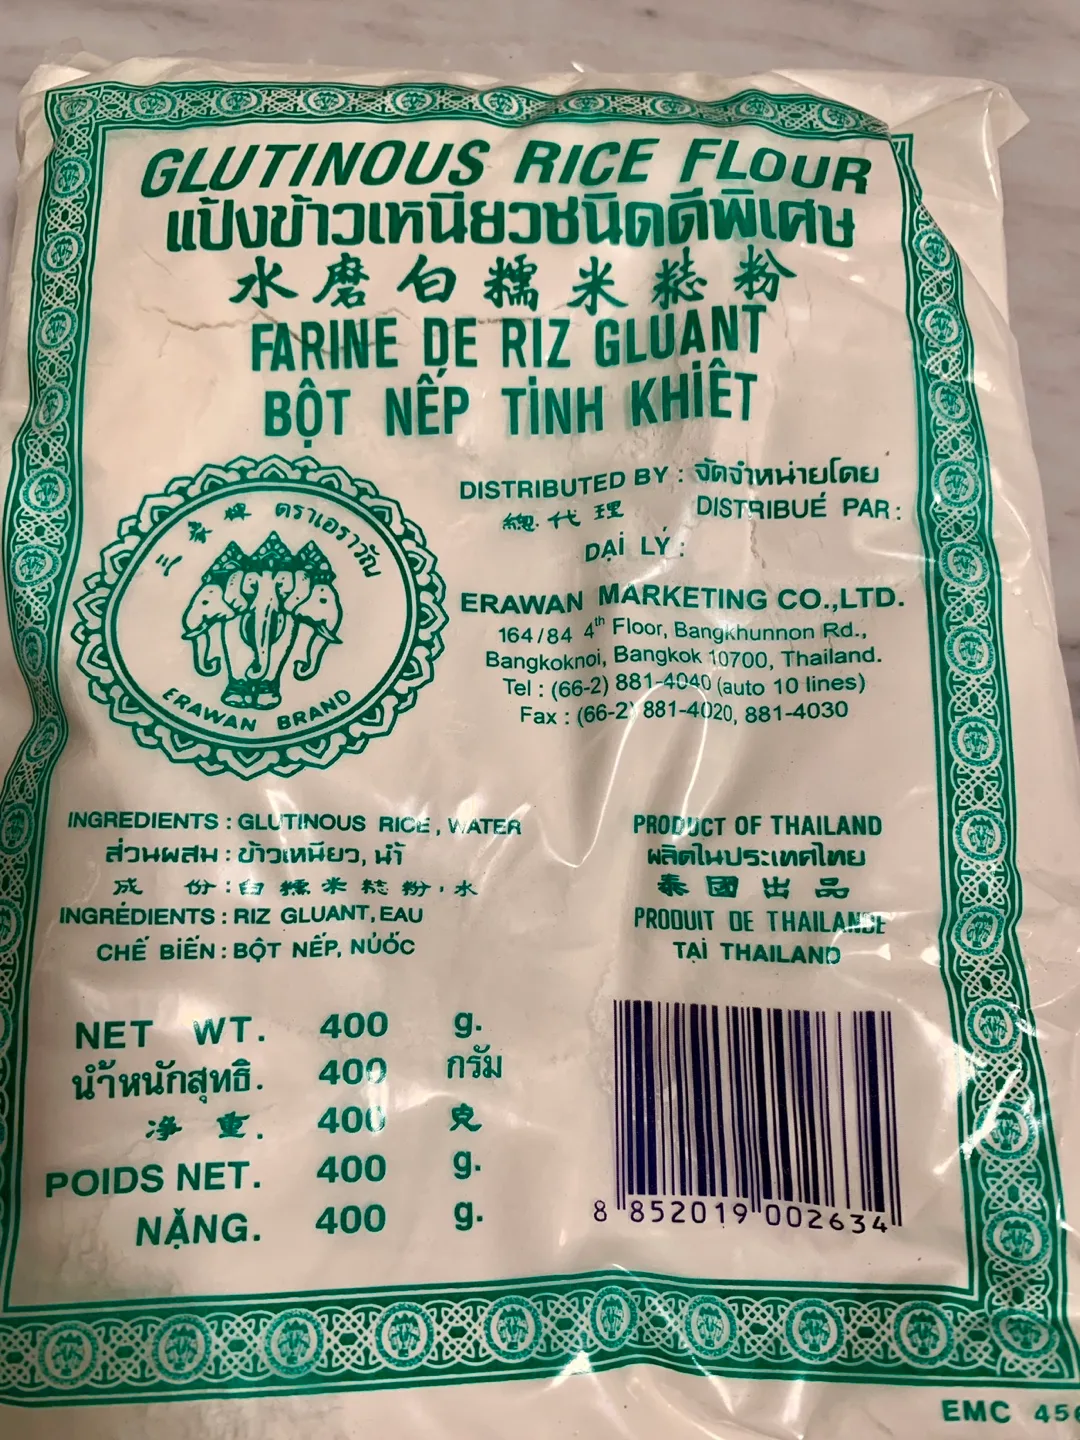 GLUTINOUS RICE FLOUR
แป้งข้าวเหนียวชนิดดีพิเศษ
水磨白糯米粉
FARINE DE RIZ GLUANT
BỘT NẾP TINH KHIẾT
三象牌 ตราเอราวัณ
ERAWAN BRAND
DISTRIBUTED BY : จัดจำหน่ายโดย
總代理 DISTRIBUÉ PAR :
DẠI LÝ :
ERAWAN MARKETING CO.,LTD.
164/84 4th Floor, Bangkhunnon Rd.,
Bangkoknoi, Bangkok 10700, Thailand.
Tel : (66-2) 881-4040 (auto 10 lines)
Fax : (66-2) 881-4020, 881-4030
INGREDIENTS : GLUTINOUS RICE, WATER
ส่วนผสม : ข้าวเหนียว, น้ำ
成份 : 白糯米粉,水
INGRÉDIENTS : RIZ GLUANT, EAU
CHẾ BIẾN : BỘT NẾP, NƯỚC
PRODUCT OF THAILAND
ผลิตในประเทศไทย
泰國出品
PRODUIT DE THAILANDE
TẠI THAILAND
NET WT. 400 g.
น้ำหนักสุทธิ. 400 กรัม
净重. 400 克
POIDS NET. 400 g.
NẶNG. 400 g.
8 852019 002634
EMC 456